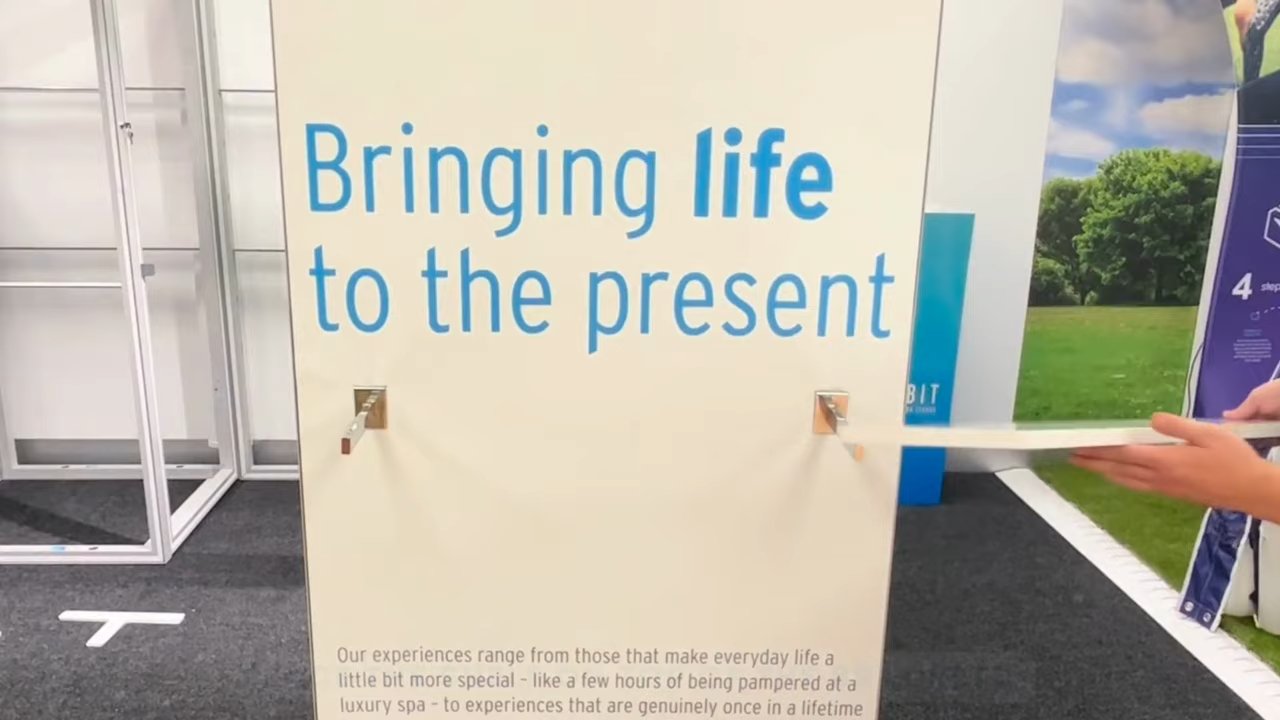 Bringing life
to the present
BIT
4 step
Our experiences range from those that make everyday life a
little bit more special - like a few hours of being pampered at a
luxury spa - to experiences that are genuinely once in a lifetime